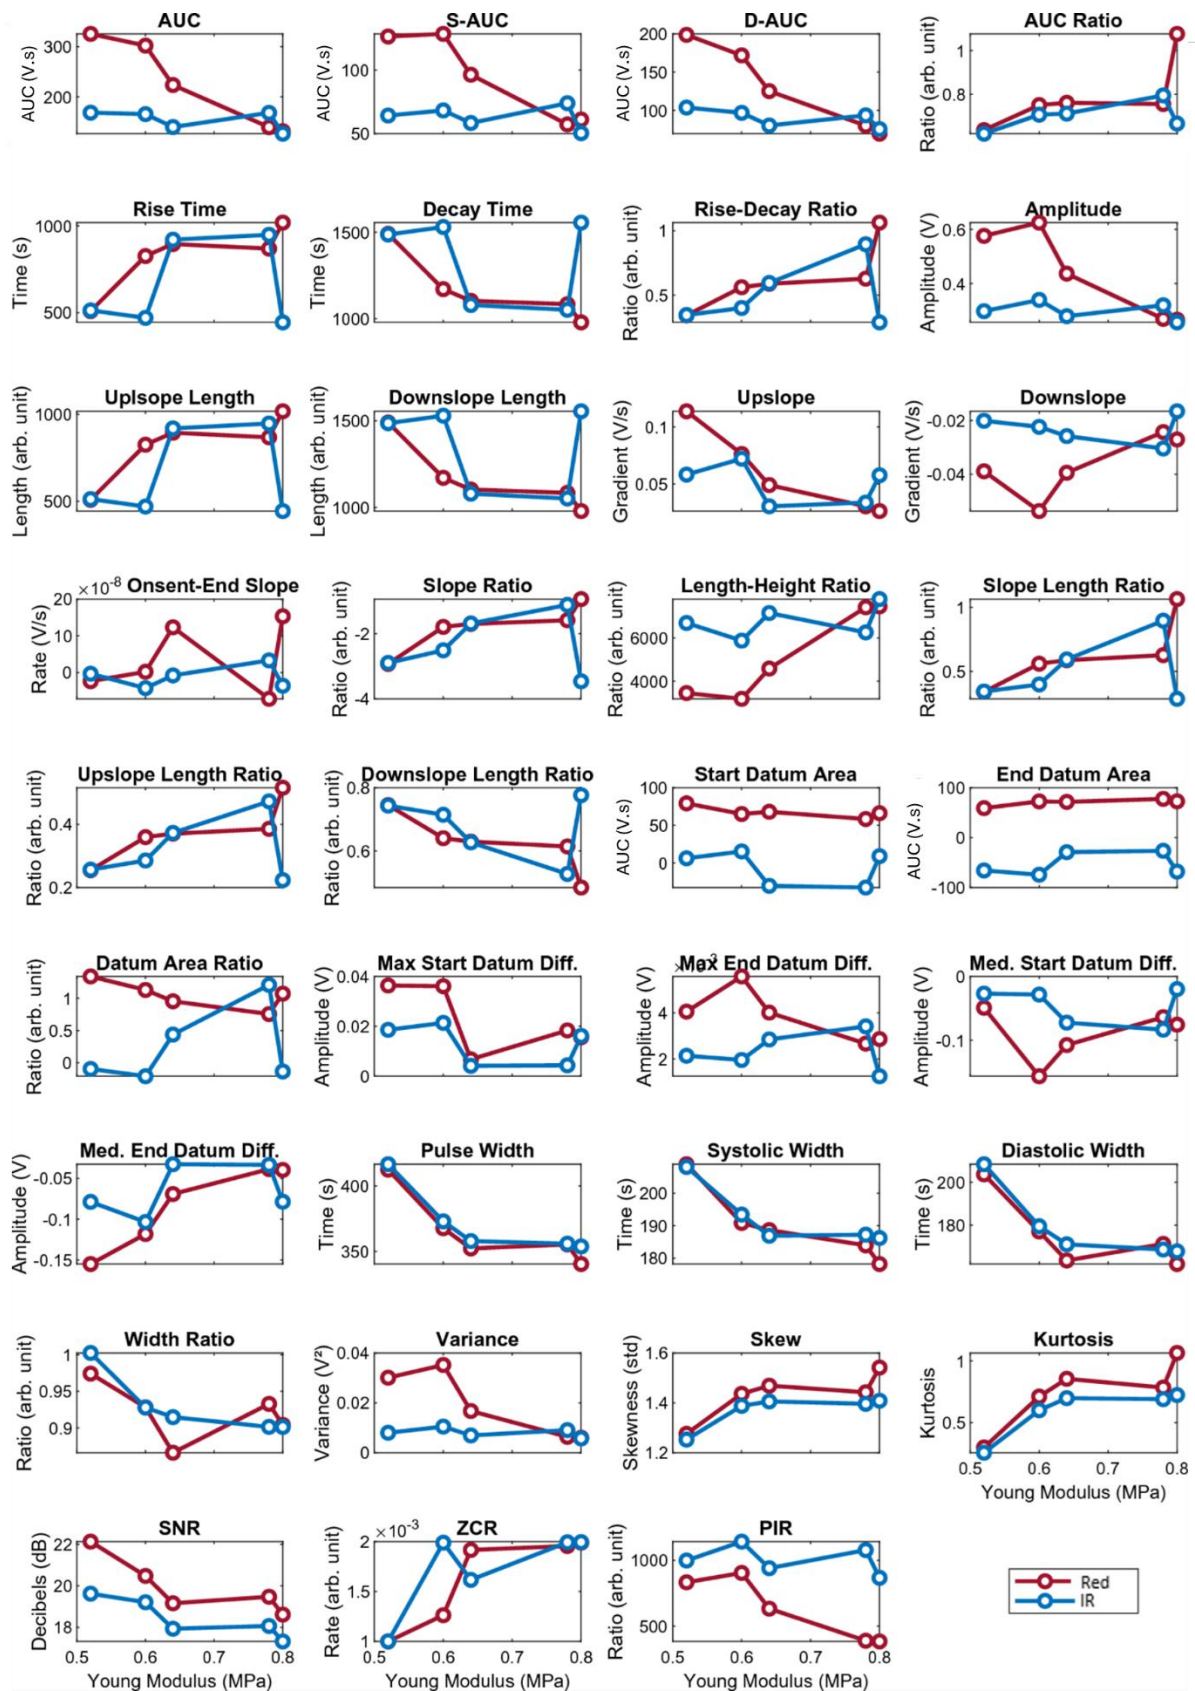 AUC
S-AUC
D-AUC
AUC Ratio
AUC (V.s)
300
200
AUC (V.s)
100
50
AUC (V.s)
200
150
100
Ratio (arb. unit)
1
0.8
Rise Time
Decay Time
Rise-Decay Ratio
Amplitude
Time (s)
1000
500
Time (s)
1500
1000
Ratio (arb. unit)
1
0.5
Amplitude (V)
0.6
0.4
Uplsope Length
Downslope Length
Upslope
Downslope
Length (arb. unit)
1000
500
Length (arb. unit)
1500
1000
Gradient (V/s)
0.1
0.05
Gradient (V/s)
-0.02
-0.04
×10-8 Onsent-End Slope
Slope Ratio
Length-Height Ratio
Slope Length Ratio
Rate (V/s)
20
10
0
Ratio (arb. unit)
-2
-4
Ratio (arb. unit)
6000
4000
Ratio (arb. unit)
1
0.5
Upslope Length Ratio
Downslope Length Ratio
Start Datum Area
End Datum Area
Ratio (arb. unit)
0.4
0.2
Ratio (arb. unit)
0.8
0.6
AUC (V.s)
100
50
0
AUC (V.s)
100
0
-100
Datum Area Ratio
Max Start Datum Diff.
Max End Datum Diff.
Med. Start Datum Diff.
Ratio (arb. unit)
1
0.5
0
Amplitude (V)
0.04
0.02
0
Amplitude (V)
4
2
Amplitude (V)
0
-0.1
Med. End Datum Diff.
Pulse Width
Systolic Width
Diastolic Width
Amplitude (V)
-0.05
-0.1
-0.15
Time (s)
400
350
Time (s)
200
190
180
Time (s)
200
180
Width Ratio
Variance
Skew
Kurtosis
Ratio (arb. unit)
1
0.95
0.9
Variance (V²)
0.04
0.02
0
Skewness (std)
1.6
1.4
1.2
Kurtosis
1
0.5
0.5 0.6 0.7 0.8
Young Modulus (MPa)
SNR
ZCR
PIR
Decibels (dB)
22
20
18
0.5 0.6 0.7 0.8
Young Modulus (MPa)
Rate (arb. unit)
×10-3
2
1.5
1
0.5 0.6 0.7 0.8
Young Modulus (MPa)
Ratio (arb. unit)
1000
500
0.5 0.6 0.7 0.8
Young Modulus (MPa)
Red
IR